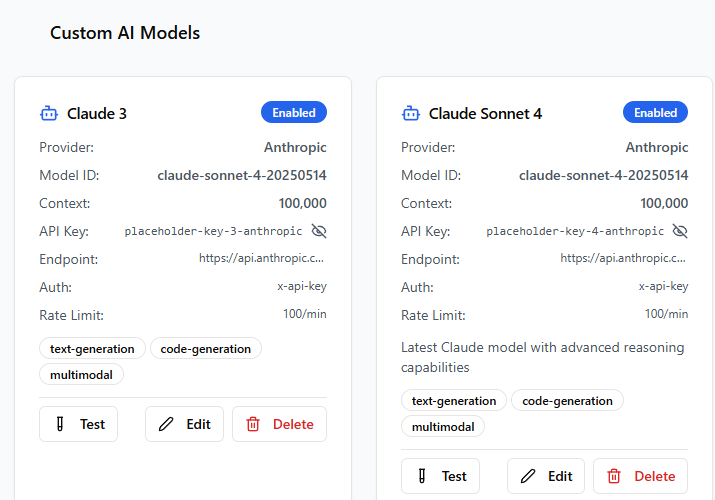 Custom AI Models
Claude 3
Enabled
Provider: Anthropic
Model ID: claude-sonnet-4-20250514
Context: 100,000
API Key: placeholder-key-3-anthropic
Endpoint: https://api.anthropic.c...
Auth: x-api-key
Rate Limit: 100/min
text-generation code-generation
multimodal
Test Edit Delete
Claude Sonnet 4
Enabled
Provider: Anthropic
Model ID: claude-sonnet-4-20250514
Context: 100,000
API Key: placeholder-key-4-anthropic
Endpoint: https://api.anthropic.c...
Auth: x-api-key
Rate Limit: 100/min
Latest Claude model with advanced reasoning
capabilities
text-generation code-generation
multimodal
Test Edit Delete